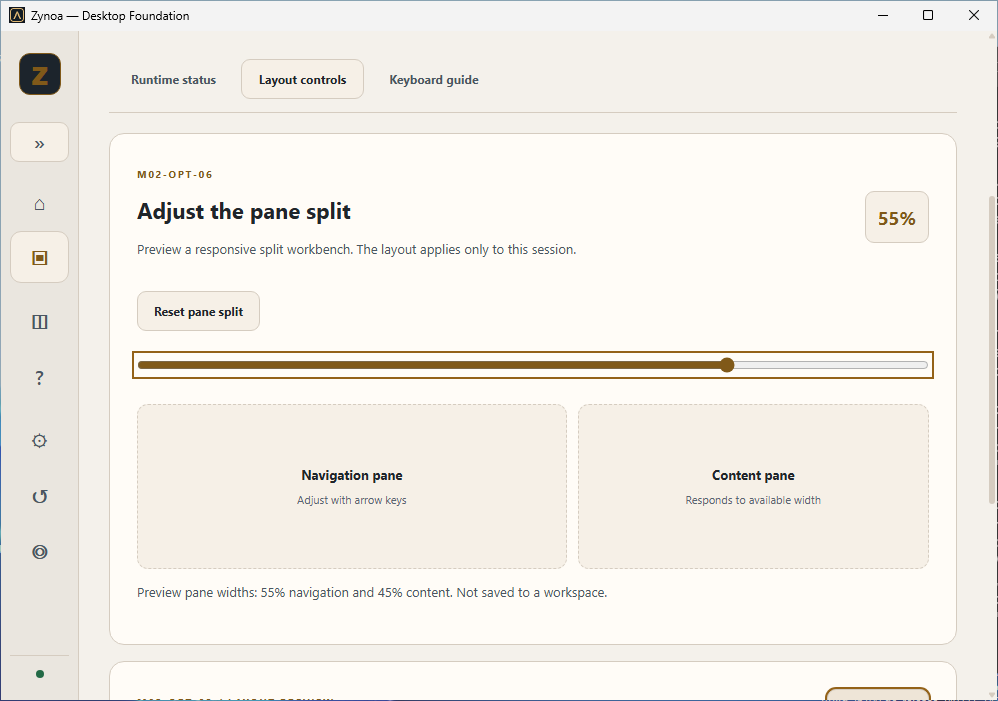 Zynoa — Desktop Foundation
Z
»
?
Runtime status
Layout controls
Keyboard guide
M02-OPT-06
Adjust the pane split
55%
Preview a responsive split workbench. The layout applies only to this session.
Reset pane split
Navigation pane
Adjust with arrow keys
Content pane
Responds to available width
Preview pane widths: 55% navigation and 45% content. Not saved to a workspace.